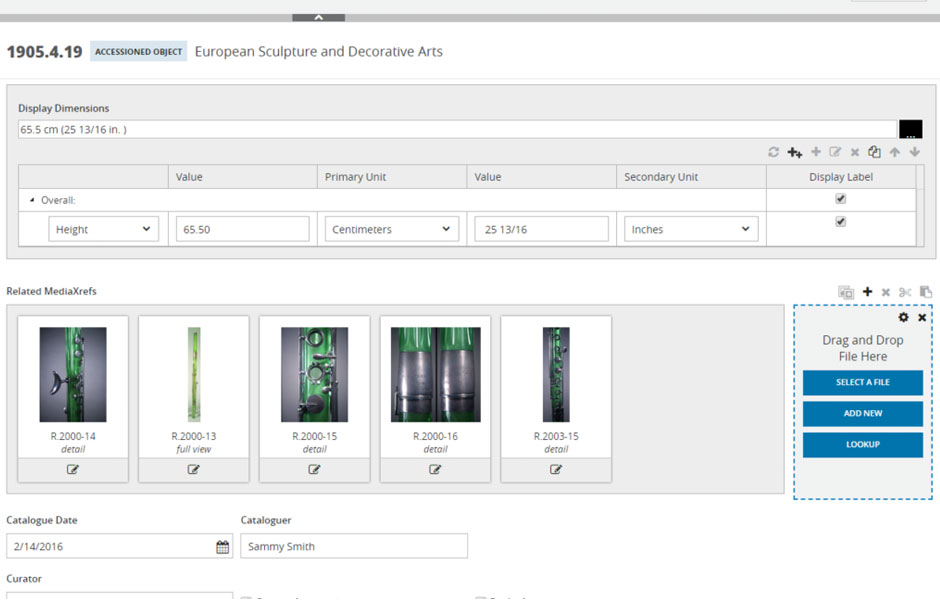 1905.4.19 ACCESSIONED OBJECT European Sculpture and Decorative Arts
Display Dimensions
65.5 cm (25 13/16 in. )
...
Value Primary Unit Value Secondary Unit Display Label
Overall:
Height 65.50 Centimeters 25 13/16 Inches
Related MediaXrefs
Drag and Drop
File Here
SELECT A FILE
ADD NEW
LOOKUP
R.2000-14 R.2000-13 R.2000-15 R.2000-16 R.2003-15
detail full view detail detail detail
Catalogue Date Cataloguer
2/14/2016 Sammy Smith
Curator